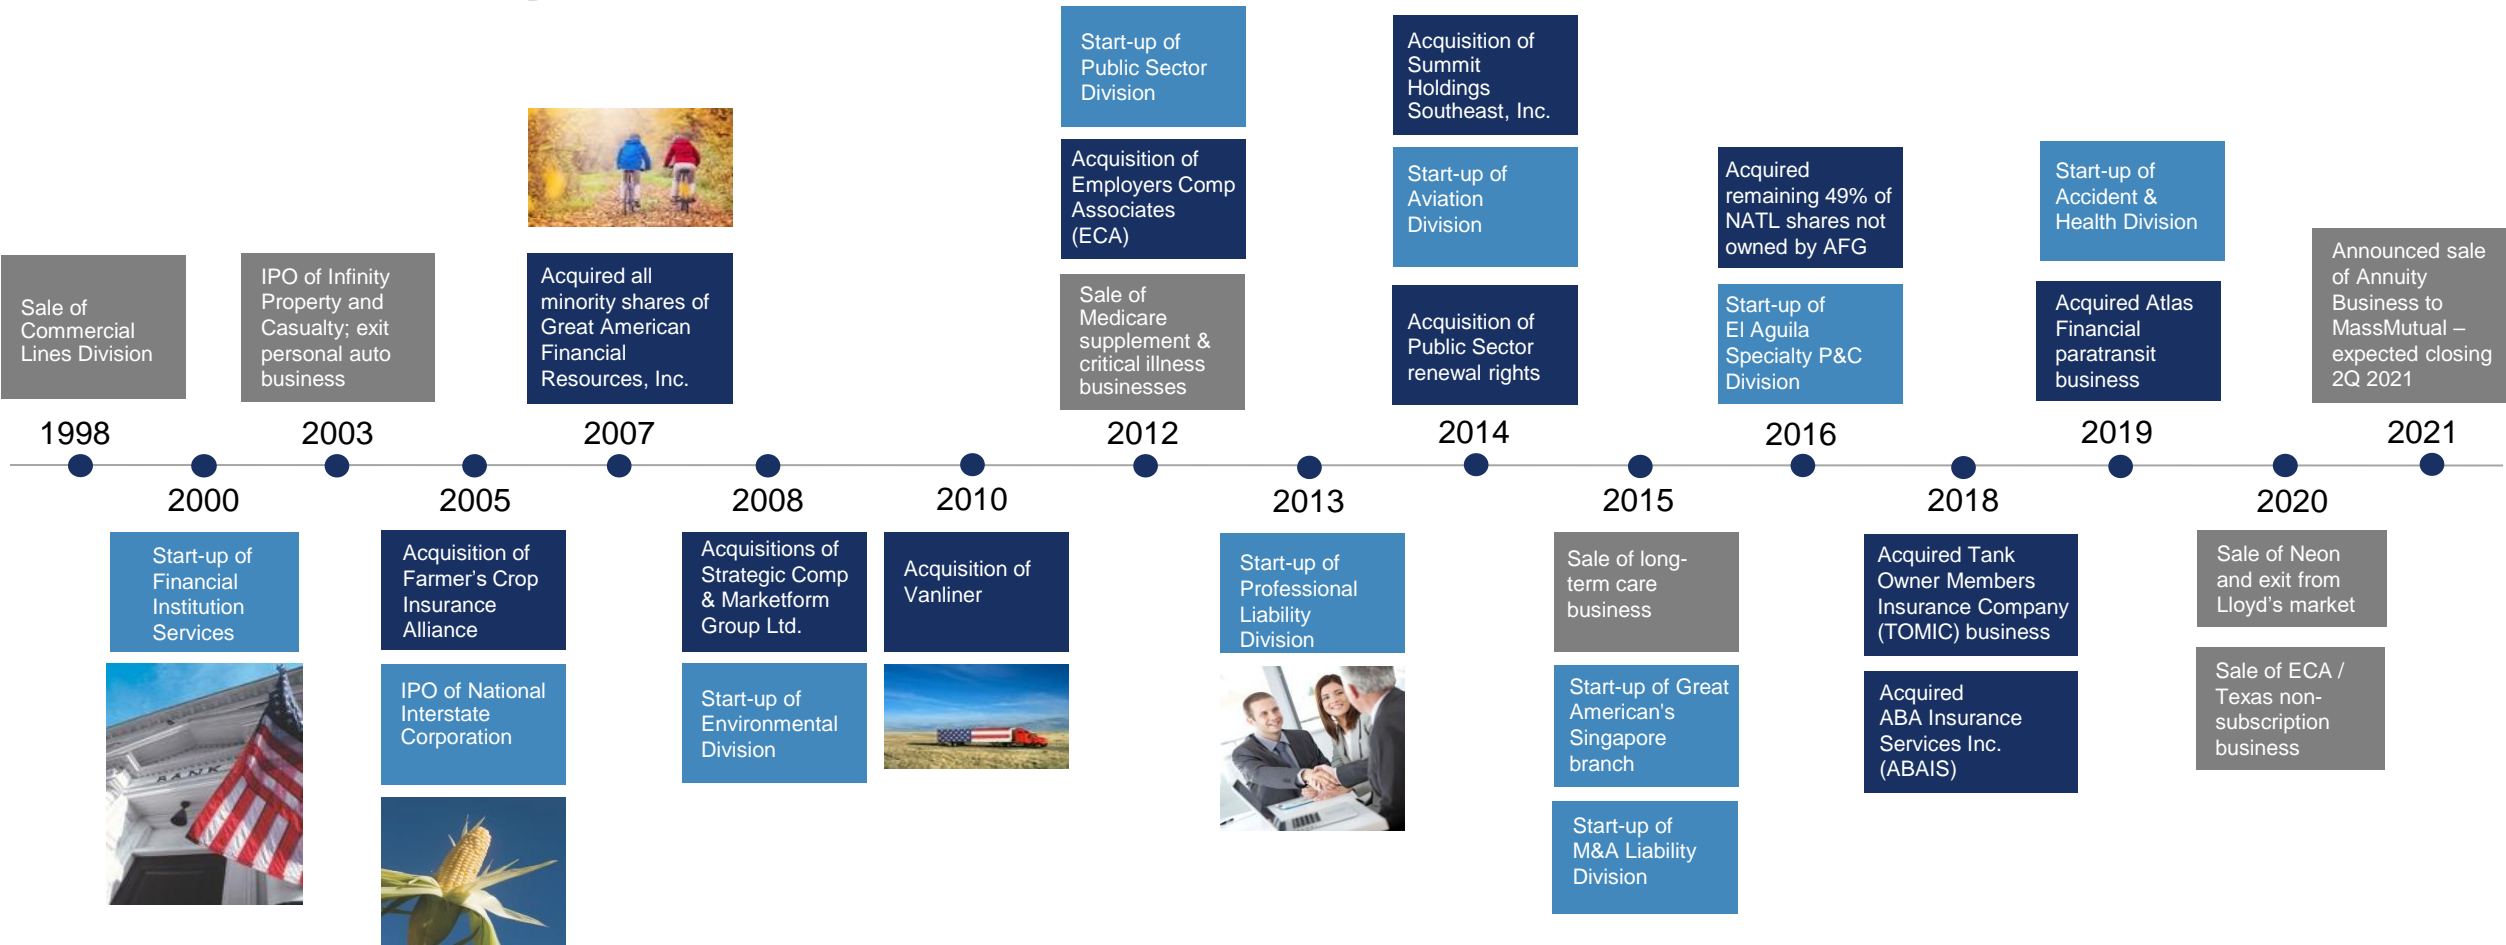 Start-up of
Public Sector
Division
Acquisition of
Employers Comp
Associates
(ECA)
Sale of
Medicare
supplement &
critical illness
businesses
Acquisition of
Summit
Holdings
Southeast, Inc.
Start-up of
Aviation
Division
Acquisition of
Public Sector
renewal rights
Acquired
remaining 49% of
NATL shares not
owned by AFG
Start-up of
El Aguila
Specialty P&C
Division
Start-up of
Accident &
Health Division
Acquired Atlas
Financial
paratransit
business
Announced sale
of Annuity
Business to
MassMutual –
expected closing
2Q 2021
Sale of
Commercial
Lines Division
IPO of Infinity
Property and
Casualty; exit
personal auto
business
Acquired all
minority shares of
Great American
Financial
Resources, Inc.
1998
2003
2007
2012
2014
2016
2019
2021
2000
2005
2008
2010
2013
2015
2018
2020
Start-up of
Financial
Institution
Services
BANK
Acquisition of
Farmer’s Crop
Insurance
Alliance
IPO of National
Interstate
Corporation
Acquisitions of
Strategic Comp
& Marketform
Group Ltd.
Start-up of
Environmental
Division
Acquisition of
Vanliner
Start-up of
Professional
Liability
Division
Sale of long-
term care
business
Start-up of Great
American's
Singapore
branch
Start-up of
M&A Liability
Division
Acquired Tank
Owner Members
Insurance Company
(TOMIC) business
Acquired
ABA Insurance
Services Inc.
(ABAIS)
Sale of Neon
and exit from
Lloyd’s market
Sale of ECA /
Texas non-
subscription
business